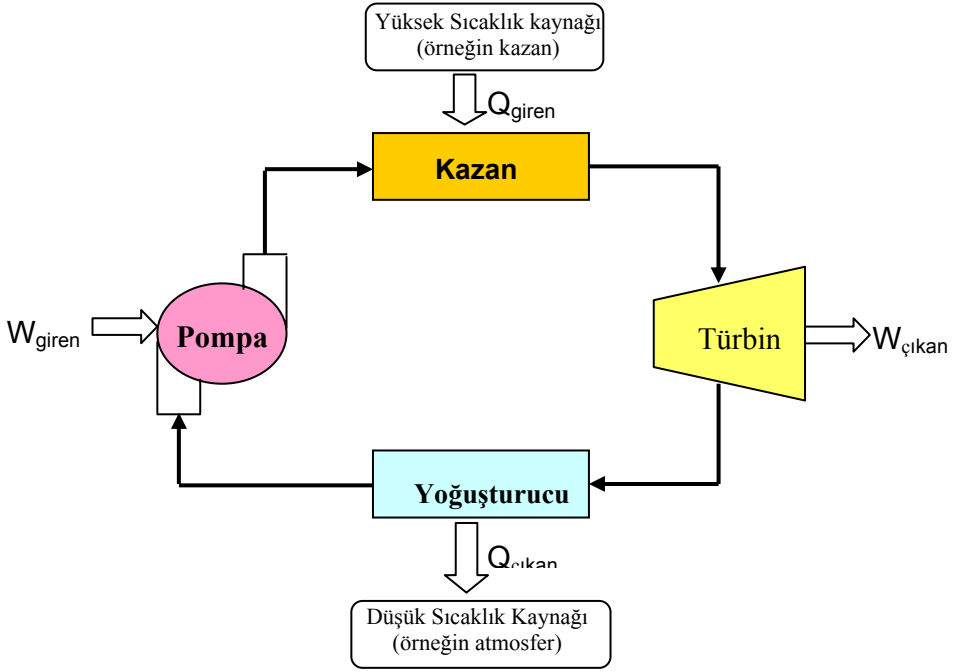 Yüksek Sıcaklık kaynağı
(örneğin kazan)
Qgiren
Kazan
Wgiren
Pompa
Türbin
Wçıkan
Yoğuşturucu
Qçıkan
Düşük Sıcaklık Kaynağı
(örneğin atmosfer)